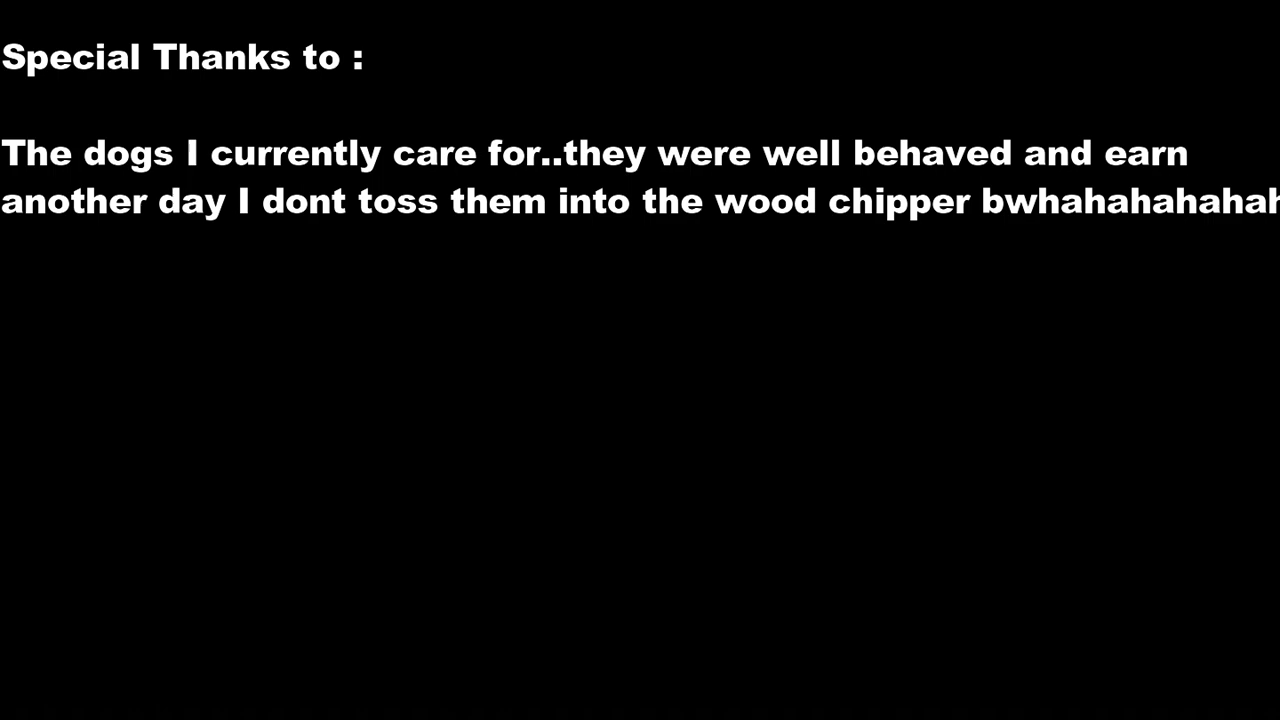 Special Thanks to :
The dogs I currently care for..they were well behaved and earn
another day I dont toss them into the wood chipper bwhahahahahah